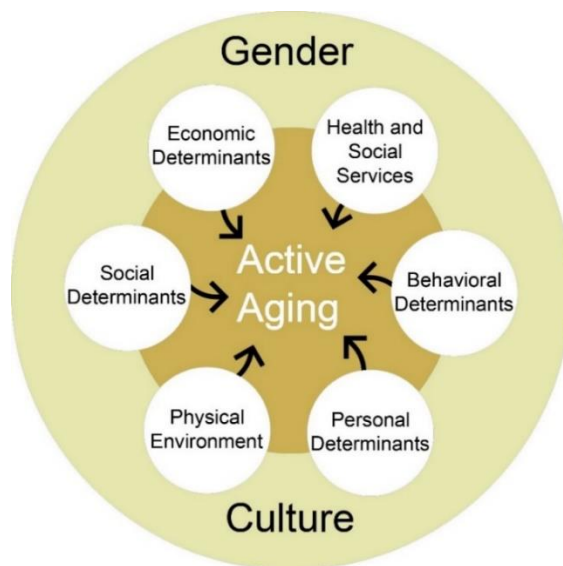 Gender
Economic
Determinants
Health and
Social
Services
Social
Determinants
Active
Aging
Behavioral
Determinants
Physical
Environment
Personal
Determinants
Culture